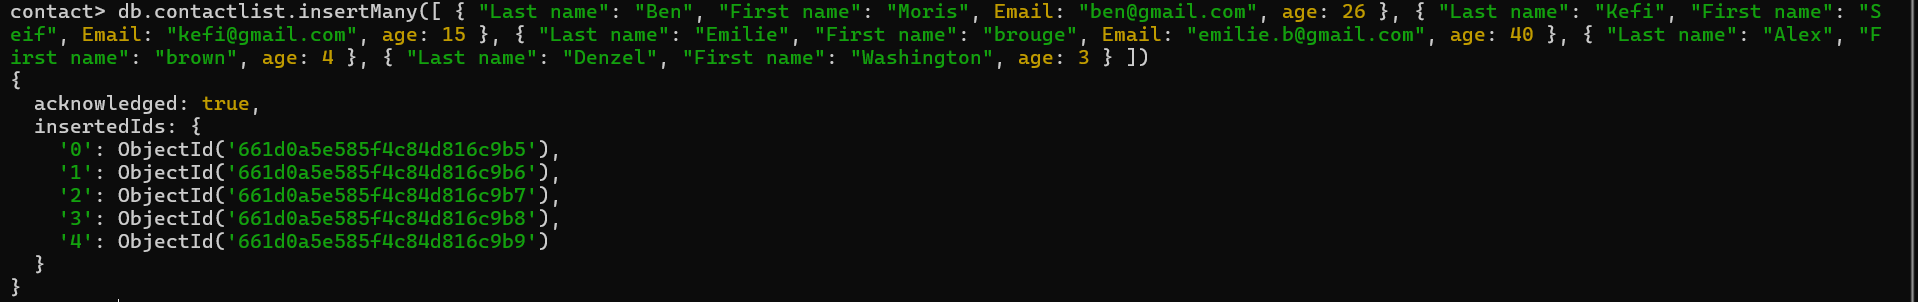 contact> db.contactlist.insertMany([ { "Last name": "Ben", "First name": "Moris", Email: "ben@gmail.com", age: 26 }, { "Last name": "Kefi", "First name": "S
eif", Email: "kefi@gmail.com", age: 15 }, { "Last name": "Emilie", "First name": "brouge", Email: "emilie.b@gmail.com", age: 40 }, { "Last name": "Alex", "F
irst name": "brown", age: 4 }, { "Last name": "Denzel", "First name": "Washington", age: 3 } ])
{
  acknowledged: true,
  insertedIds: {
    '0': ObjectId('661d0a5e585f4c84d816c9b5'),
    '1': ObjectId('661d0a5e585f4c84d816c9b6'),
    '2': ObjectId('661d0a5e585f4c84d816c9b7'),
    '3': ObjectId('661d0a5e585f4c84d816c9b8'),
    '4': ObjectId('661d0a5e585f4c84d816c9b9')
  }
}